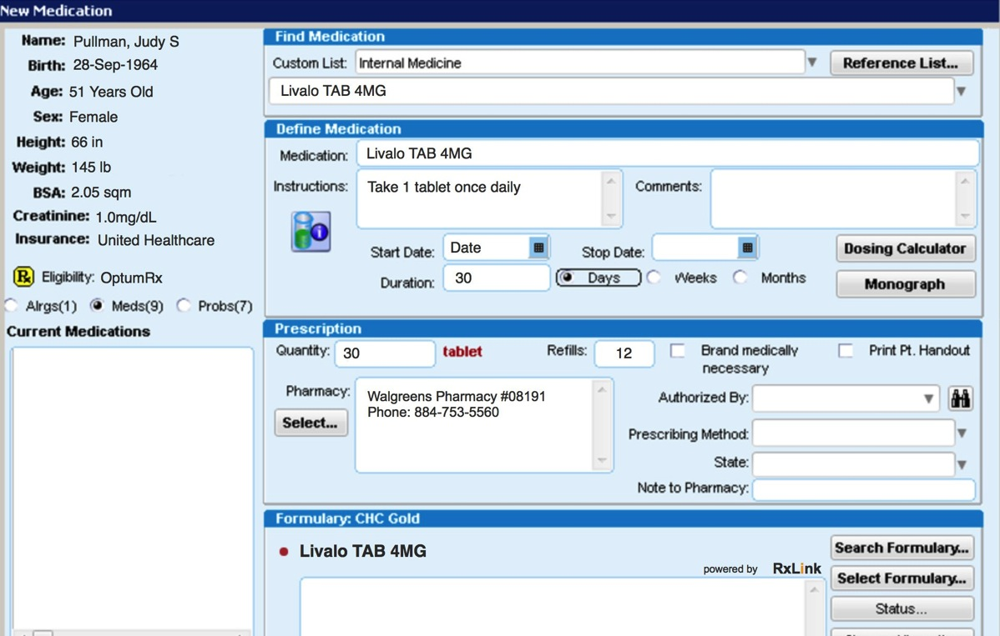 New Medication
Name: Pullman, Judy S
Birth: 28-Sep-1964
Age: 51 Years Old
Sex: Female
Height: 66 in
Weight: 145 lb
BSA: 2.05 sqm
Creatinine: 1.0mg/dL
Insurance: United Healthcare
Rx Eligibility: OptumRx
Alrgs(1) Meds(9) Probs(7)
Current Medications
Find Medication
Custom List: Internal Medicine Reference List...
Livalo TAB 4MG
Define Medication
Medication: Livalo TAB 4MG
Instructions: Take 1 tablet once daily Comments:
Start Date: Date Stop Date: Dosing Calculator
Duration: 30 Days Weeks Months Monograph
Prescription
Quantity: 30 tablet Refills: 12 Brand medically necessary Print Pt. Handout
Pharmacy: Walgreens Pharmacy #08191
Phone: 884-753-5560
Select...
Authorized By:
Prescribing Method:
State:
Note to Pharmacy:
Formulary: CHC Gold
Livalo TAB 4MG
powered by RxLink
Search Formulary...
Select Formulary...
Status...